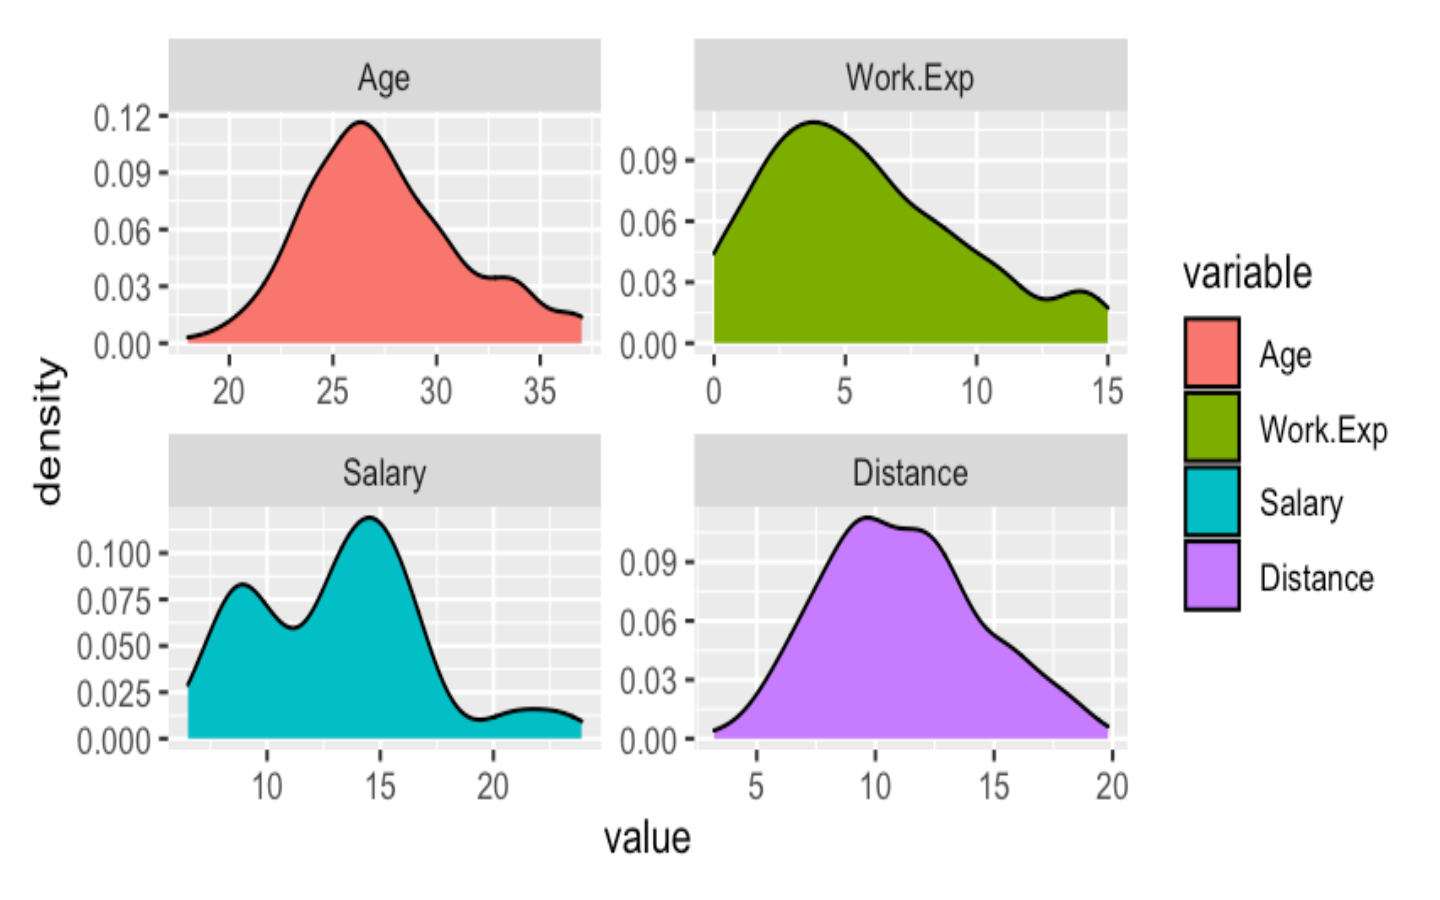 Age
Work.Exp
0.12
0.09
0.06
0.03
0.00
20 25 30 35
0.09
0.06
0.03
0.00
0 5 10 15
density
Salary
Distance
0.100
0.075
0.050
0.025
0.000
10 15 20
0.09
0.06
0.03
0.00
5 10 15 20
value
variable
Age
Work.Exp
Salary
Distance